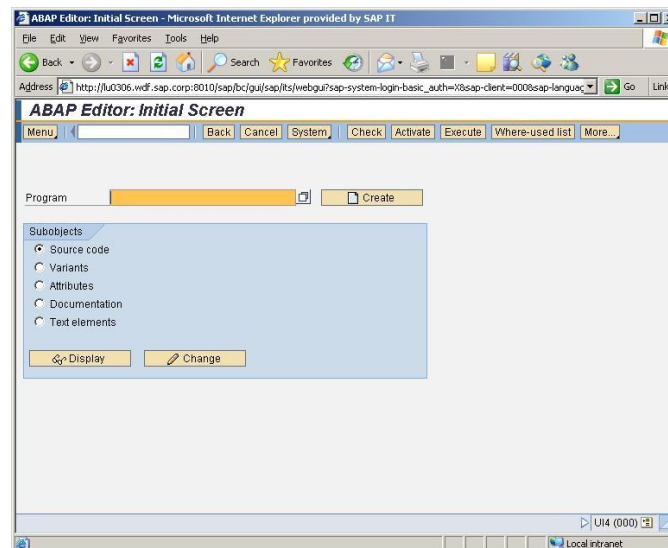 ABAP Editor: Initial Screen - Microsoft Internet Explorer provided by SAP IT
File Edit View Favorites Tools Help
Back Search Favorites
Address http://lu0306.wdf.sap.corp:8010/sap/bc/gui/sap/its/webgui?sap-system-login-basic_auth=X&sap-client=000&sap-languag Go Link
ABAP Editor: Initial Screen
Menu Back Cancel System Check Activate Execute Where-used list More...
Program Create
Subobjects
Source code
Variants
Attributes
Documentation
Text elements
Display Change
UI4 (000)
Local intranet